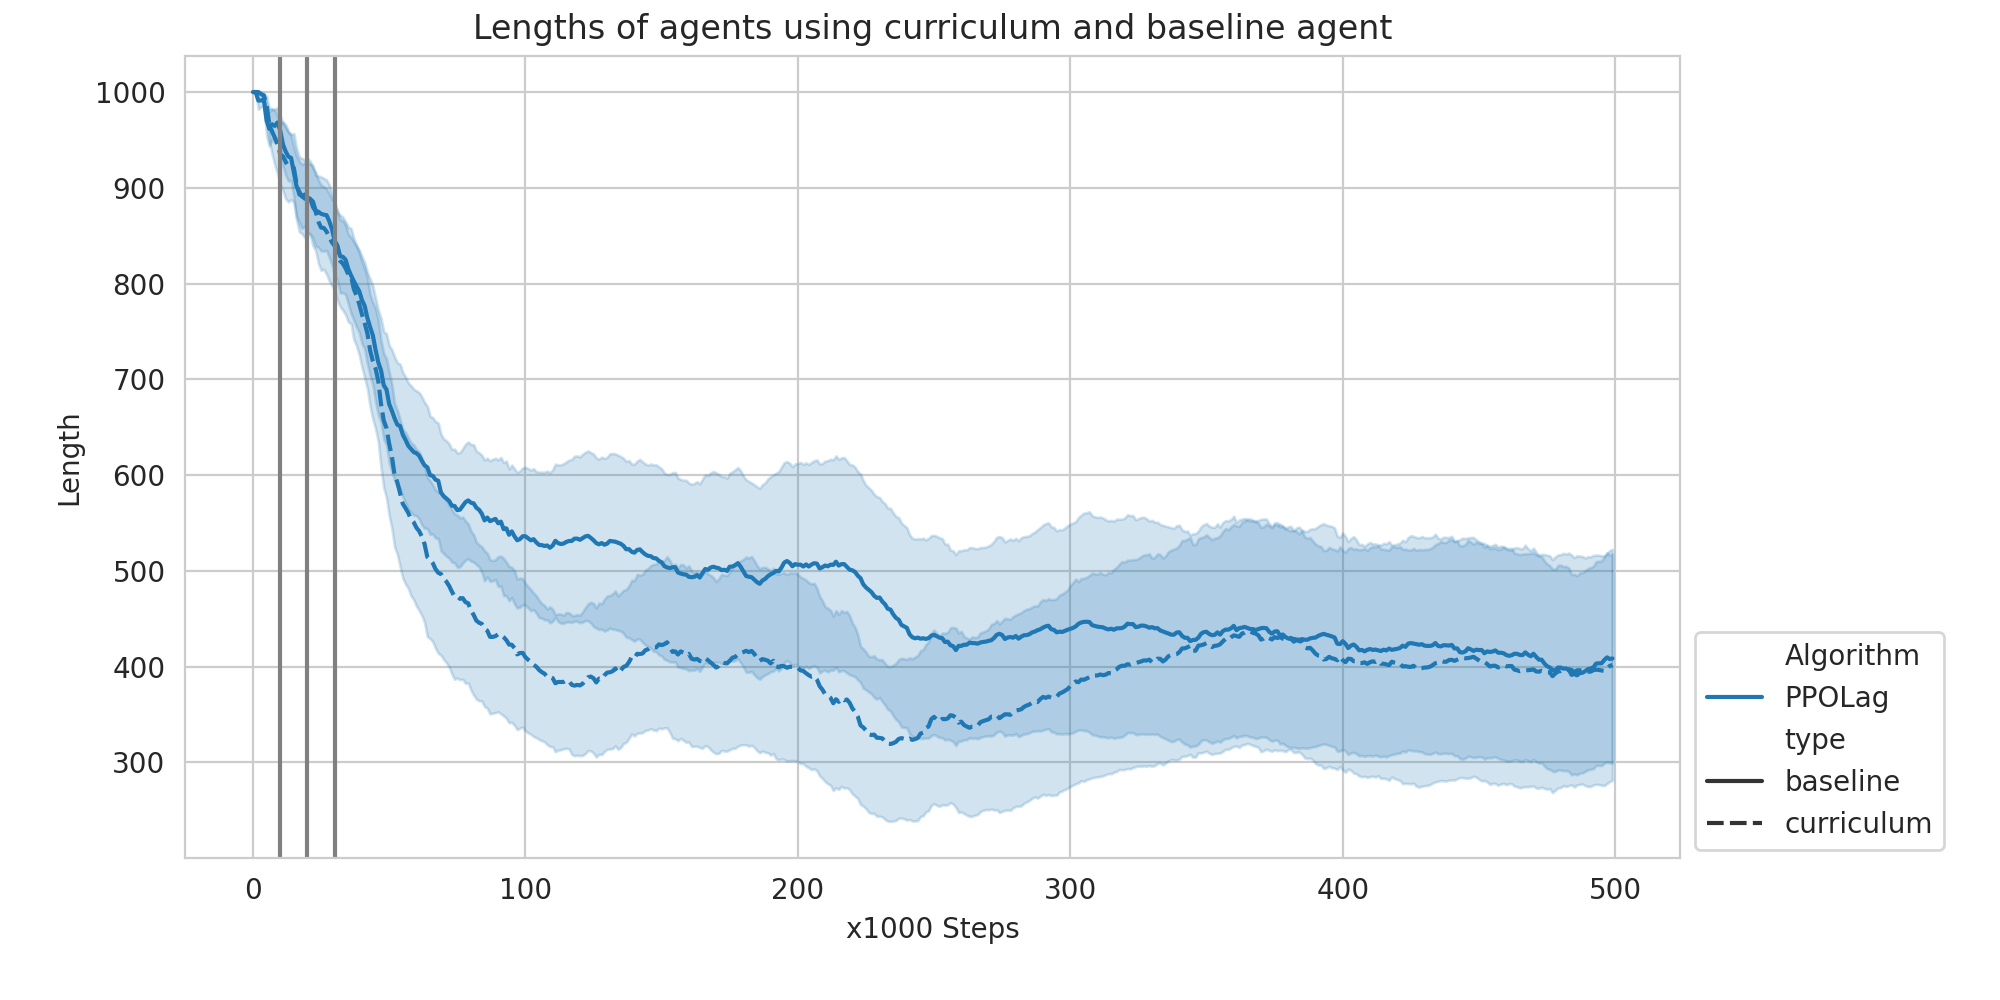 Lengths of agents using curriculum and baseline agent
1000
900
800
700
600
500
400
300
Length
0 100 200 300 400 500
x1000 Steps
Algorithm
PPOLag
type
baseline
curriculum